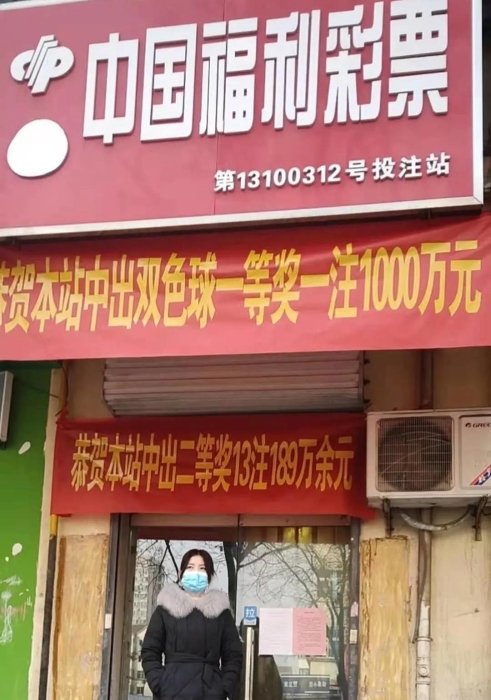 中国福利彩票
第13100312号投注站
恭贺本站中出双色球一等奖一注1000万元
恭贺本站中出二等奖13注189万余元
GREE
拉